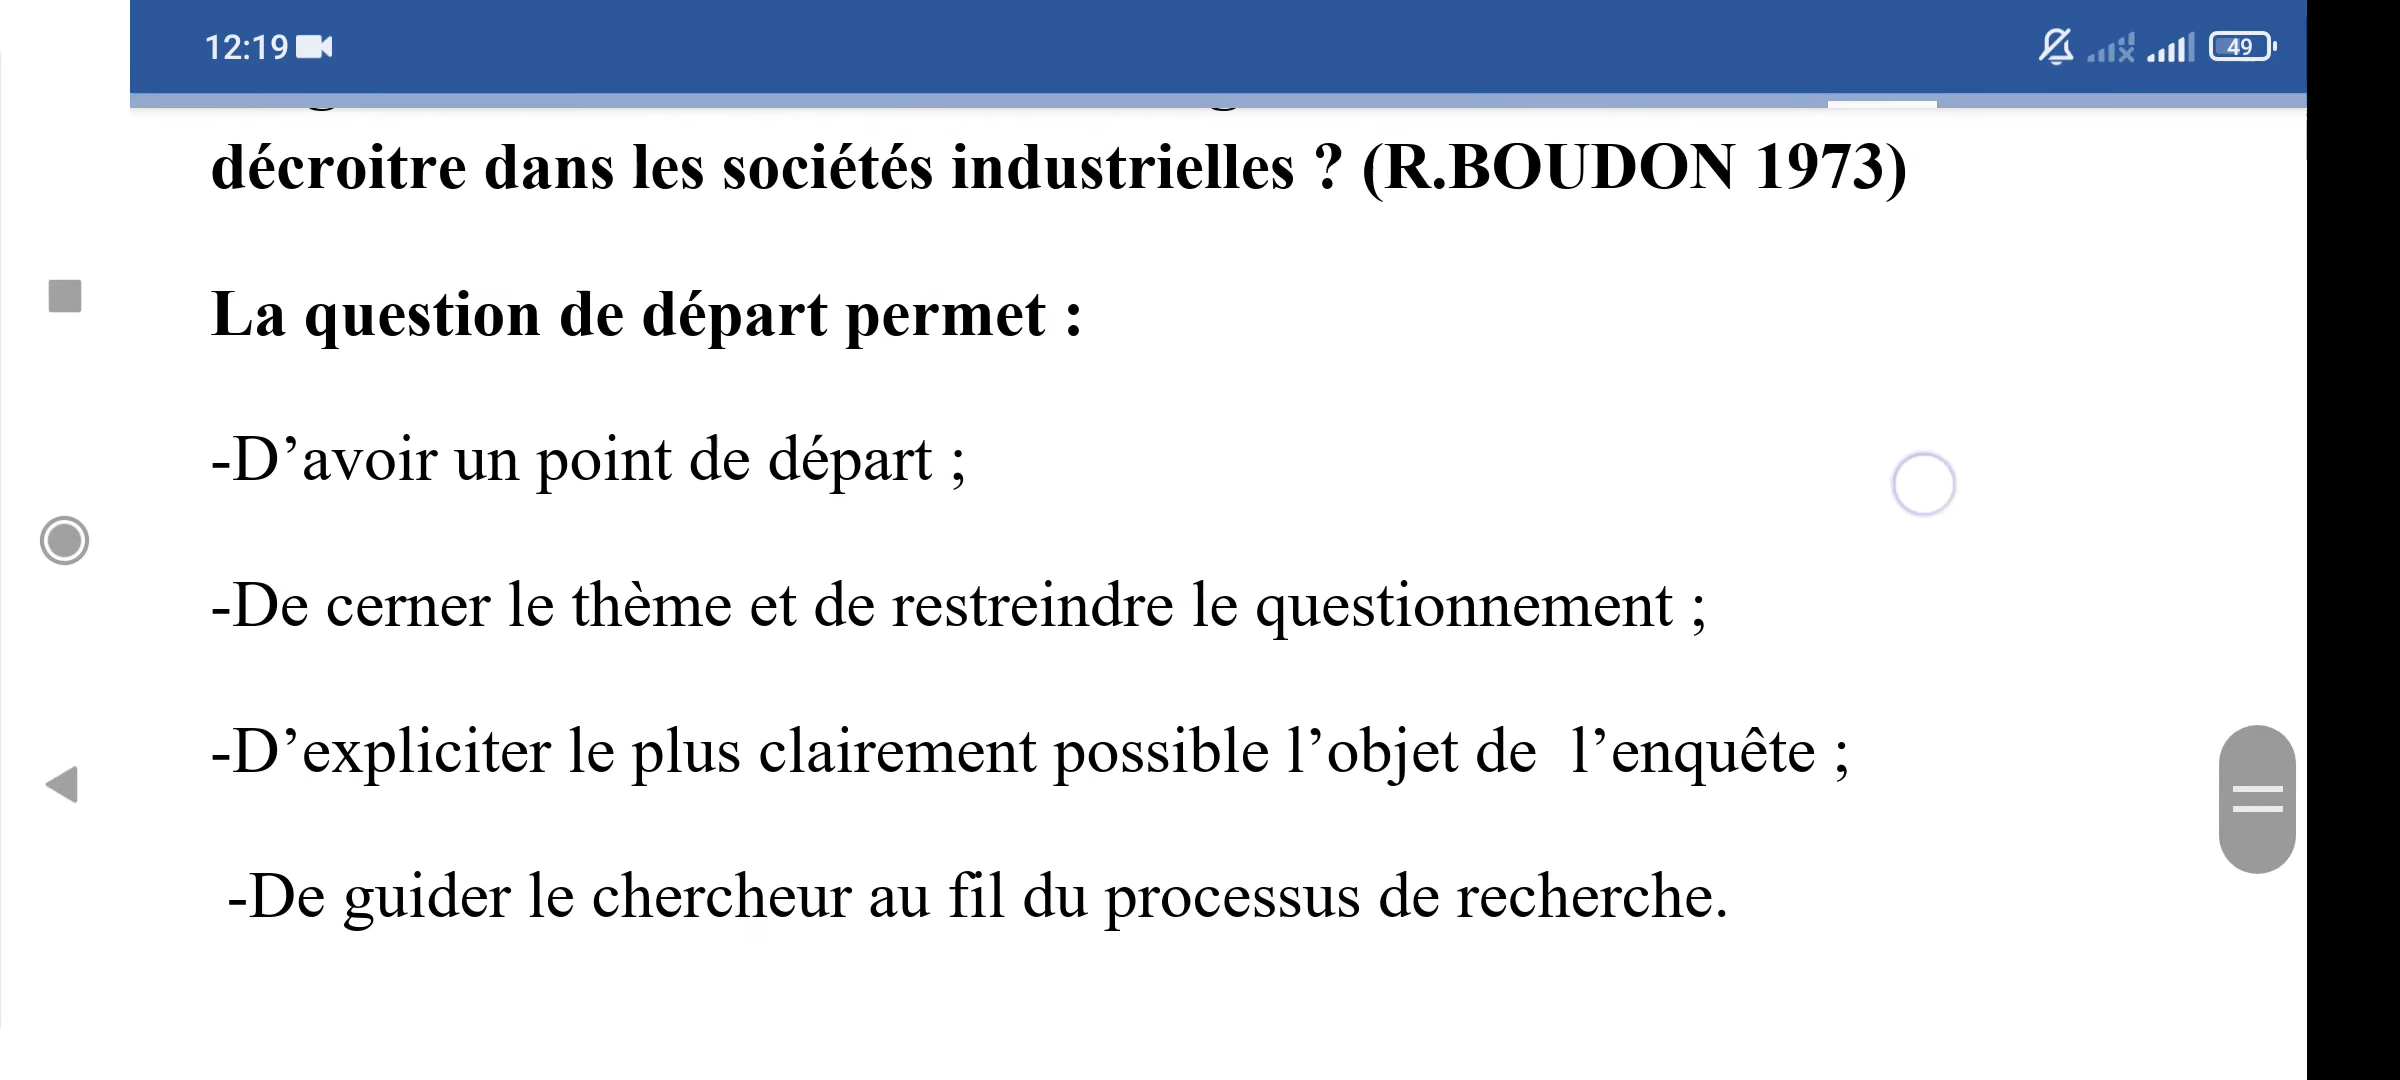 12:19
49
décroitre dans les sociétés industrielles ? (R.BOUDON 1973)
La question de départ permet :
-D’avoir un point de départ ;
-De cerner le thème et de restreindre le questionnement ;
-D’expliciter le plus clairement possible l’objet de  l’enquête ;
-De guider le chercheur au fil du processus de recherche.